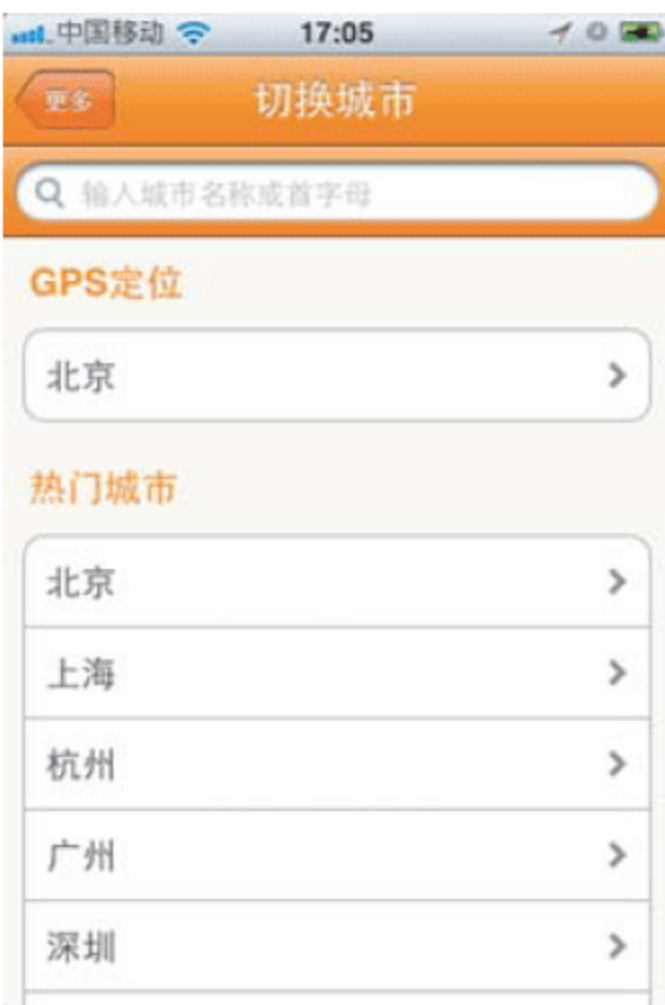 中国移动 17:05
更多 切换城市
输入城市名称或首字母
GPS定位
北京
热门城市
北京
上海
杭州
广州
深圳